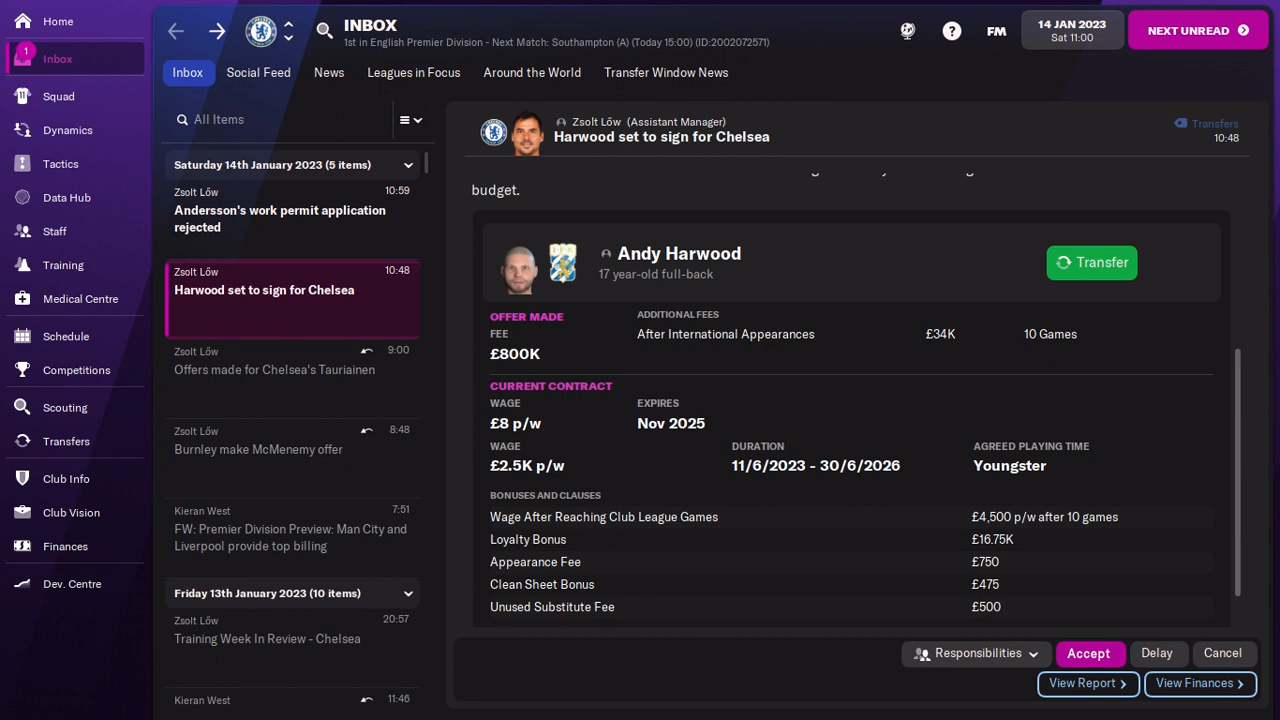 Home
INBOX
1st in English Premier Division - Next Match: Southampton (A) (Today 15:00) (ID:2002072571)
FM
14 JAN 2023
Sat 11:00
NEXT UNREAD
1
Inbox
Squad
Dynamics
Tactics
Data Hub
Staff
Training
Medical Centre
Schedule
Competitions
Scouting
Transfers
Club Info
Club Vision
Finances
Dev. Centre
Inbox Social Feed News Leagues in Focus Around the World Transfer Window News
All Items
Saturday 14th January 2023 (5 items)
Zsolt Lőw 10:59
Andersson's work permit application
rejected
Zsolt Lőw 10:48
Harwood set to sign for Chelsea
Zsolt Lőw 9:00
Offers made for Chelsea's Tauriainen
Zsolt Lőw 8:48
Burnley make McMenemy offer
Kieran West 7:51
FW: Premier Division Preview: Man City and
Liverpool provide top billing
Friday 13th January 2023 (10 items)
Zsolt Lőw 20:57
Training Week In Review - Chelsea
Kieran West 11:46
Zsolt Lőw (Assistant Manager)
Harwood set to sign for Chelsea
Transfers
10:48
budget.
Andy Harwood
17 year-old full-back
Transfer
OFFER MADE
FEE
£800K
ADDITIONAL FEES
After International Appearances £34K 10 Games
CURRENT CONTRACT
WAGE EXPIRES
£8 p/w Nov 2025
WAGE DURATION AGREED PLAYING TIME
£2.5K p/w 11/6/2023 - 30/6/2026 Youngster
BONUSES AND CLAUSES
Wage After Reaching Club League Games £4,500 p/w after 10 games
Loyalty Bonus £16.75K
Appearance Fee £750
Clean Sheet Bonus £475
Unused Substitute Fee £500
Responsibilities Accept Delay Cancel
View Report View Finances